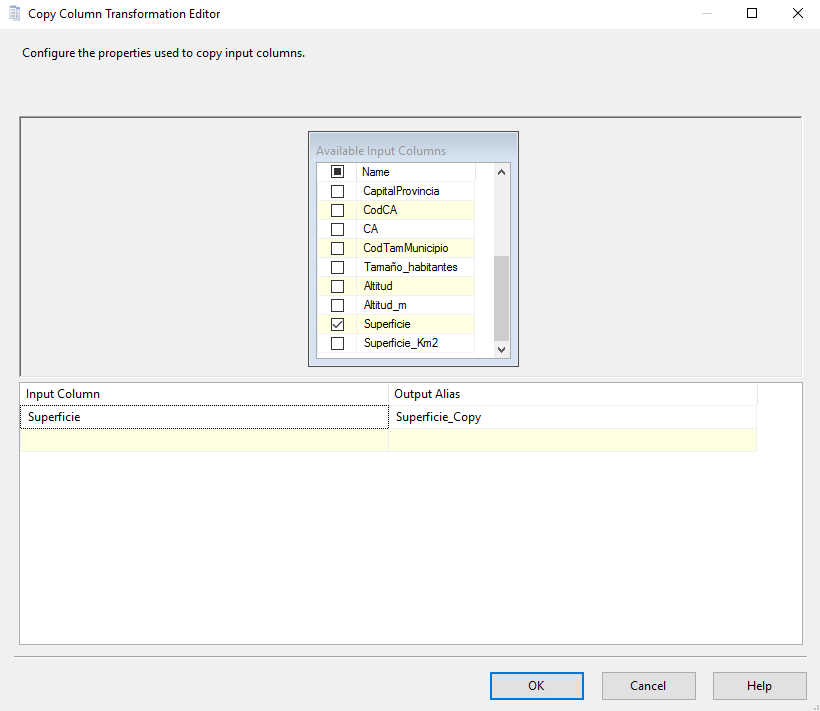 Copy Column Transformation Editor
Configure the properties used to copy input columns.
Available Input Columns
Name
CapitalProvincia
CodCA
CA
CodTamMunicipio
Tamaño_habitantes
Altitud
Altitud_m
Superficie
Superficie_Km2
Input Column Output Alias
Superficie Superficie_Copy
OK Cancel Help